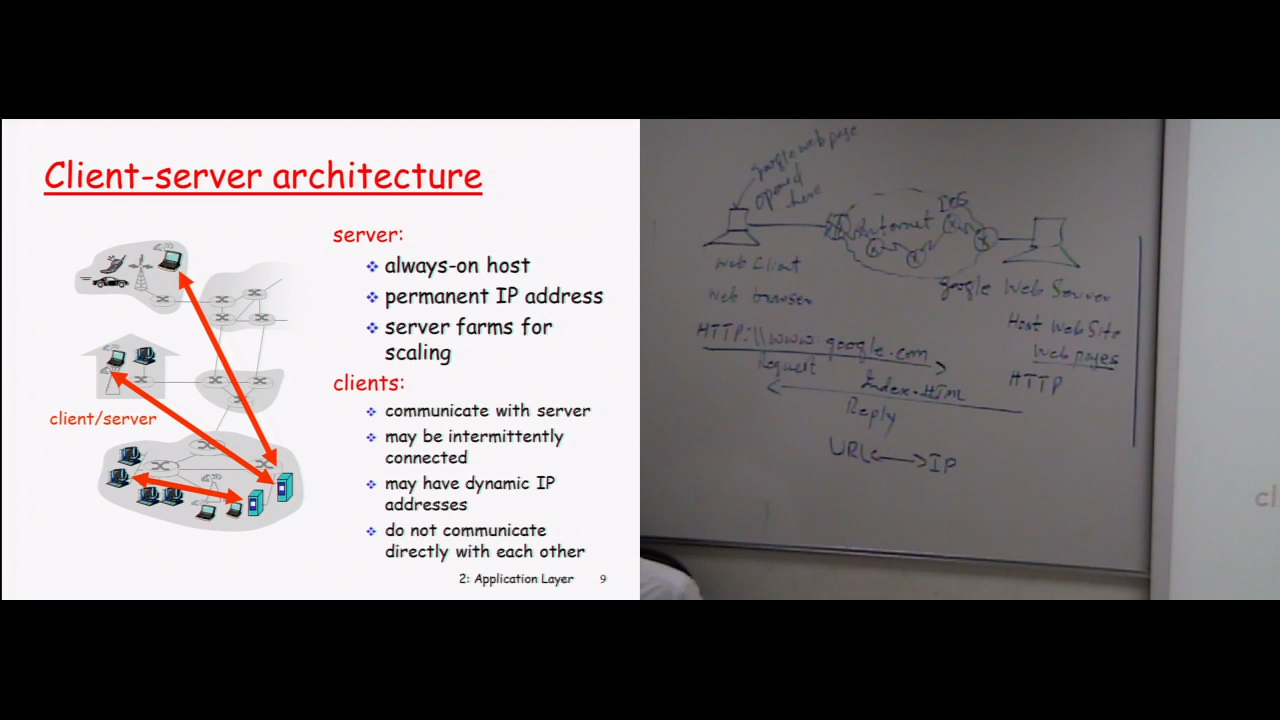 Client-server architecture
server:
❖ always-on host
❖ permanent IP address
❖ server farms for
scaling
clients:
❖ communicate with server
❖ may be intermittently
connected
❖ may have dynamic IP
addresses
❖ do not communicate
directly with each other
client/server
2: Application Layer 9
google web page
opened
here
Internet
Web Client
Web browser
google Web Server
Host Web Site
Web pages
HTTP
HTTP:\\www.google.com
Request
Index.HTML
Reply
URL IP
cl